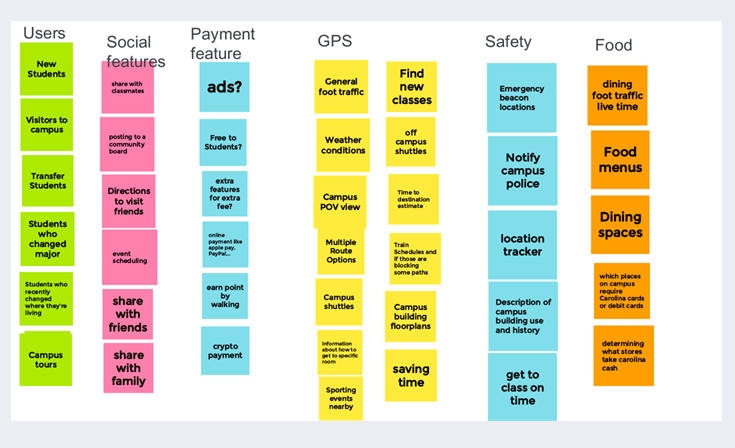 Users
New
Students
Visitors to
campus
Transfer
Students
Students
who
changed
major
Students who
recently
changed
where they're
living
Campus
tours
Social
features
share with
classmates
posting to a
community
board
Directions
to visit
friends
event
scheduling
share
with
friends
share
with
family
Payment
feature
ads?
Free to
Students?
extra
features
for extra
fee?
online
payment like
apple pay,
PayPal,...
earn point
by
walking
crypto
payment
GPS
General
foot traffic
Weather
conditions
Campus
POV view
Multiple
Route
Options
Campus
shuttles
Information
about how to
get to specific
room
Sporting
events
nearby
Find
new
classes
off
campus
shuttles
Time to
destination
estimate
Train
Schedules and
if those are
blocking
some paths
Campus
building
floorplans
saving
time
Safety
Emergency
beacon
locations
Notify
campus
police
location
tracker
Description of
campus
building use
and history
get to
class on
time
Food
dining
foot traffic
live time
Food
menus
Dining
spaces
which places
on campus
require
Carolina cards
or debit cards
determining
what stores
take carolina
cash